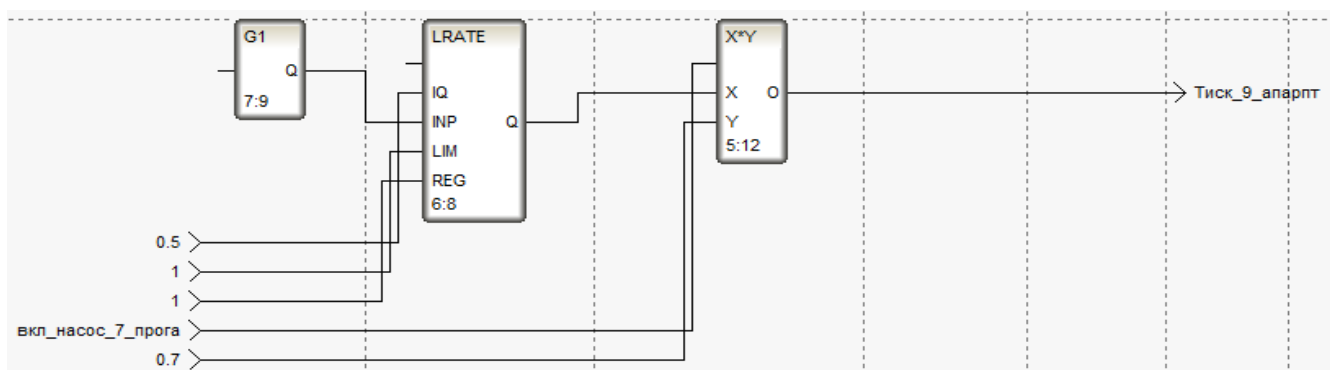 G1
Q
7:9
LRATE
IQ
INP
Q
LIM
REG
6:8
X*Y
X
O
Y
5:12
Тиск_9_апарпт
0.5
1
1
вкл_насос_7_прога
0.7